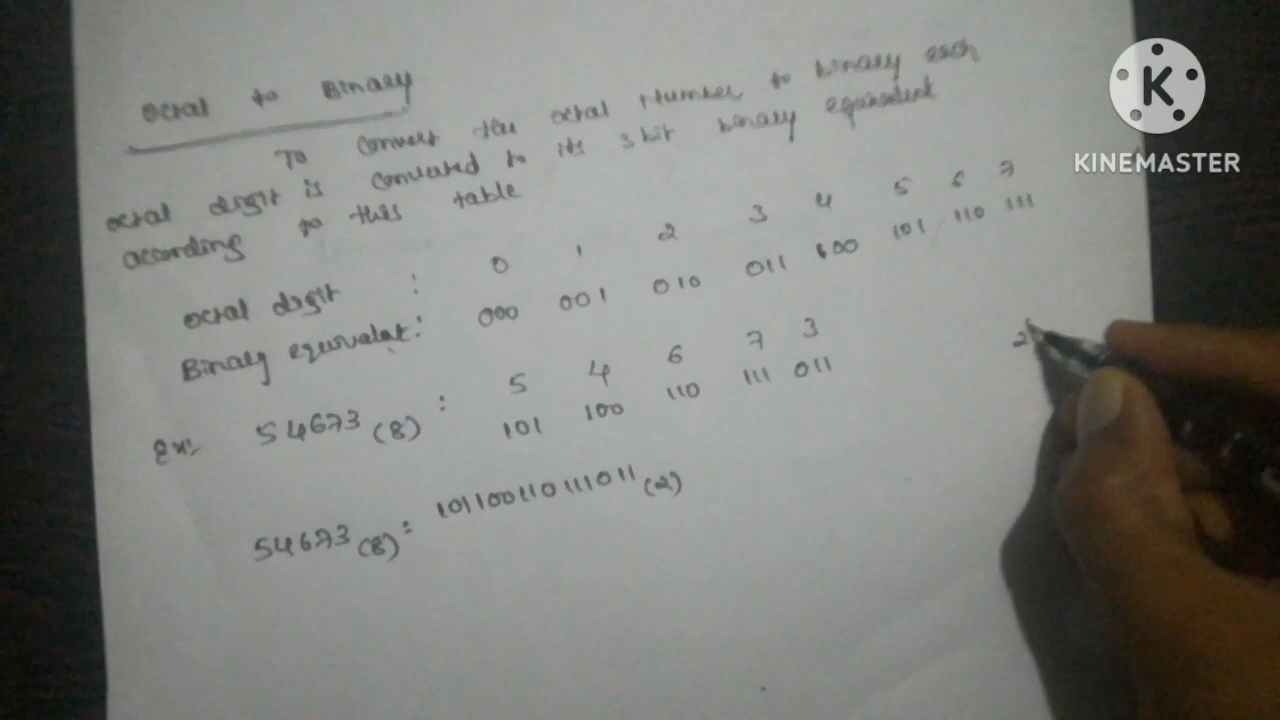 Octal to Binary
To convert the octal number to binary each
octal digit is converted to its 3 bit binary equivalent
according to this table
octal digit : 0 1 2 3 4 5 6 7
Binary equivalat : 000 001 010 011 100 101 110 111
Ex:- 54673 (8) : 5 4 6 7 3
101 100 110 111 011
54673 (8) : 101100110111011 (2)
2
KINEMASTER